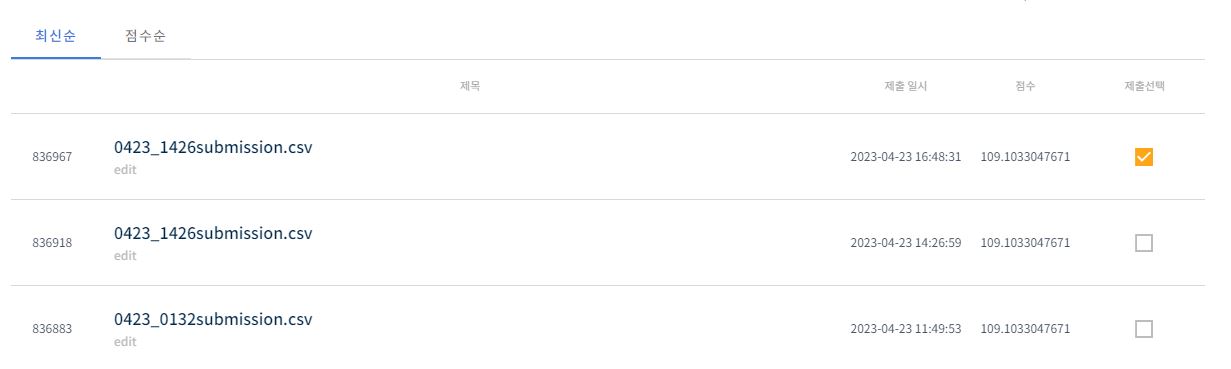 최신순 점수순
제목 제출 일시 점수 제출선택
836967 0423_1426submission.csv 2023-04-23 16:48:31 109.1033047671
edit
836918 0423_1426submission.csv 2023-04-23 14:26:59 109.1033047671
edit
836883 0423_0132submission.csv 2023-04-23 11:49:53 109.1033047671
edit